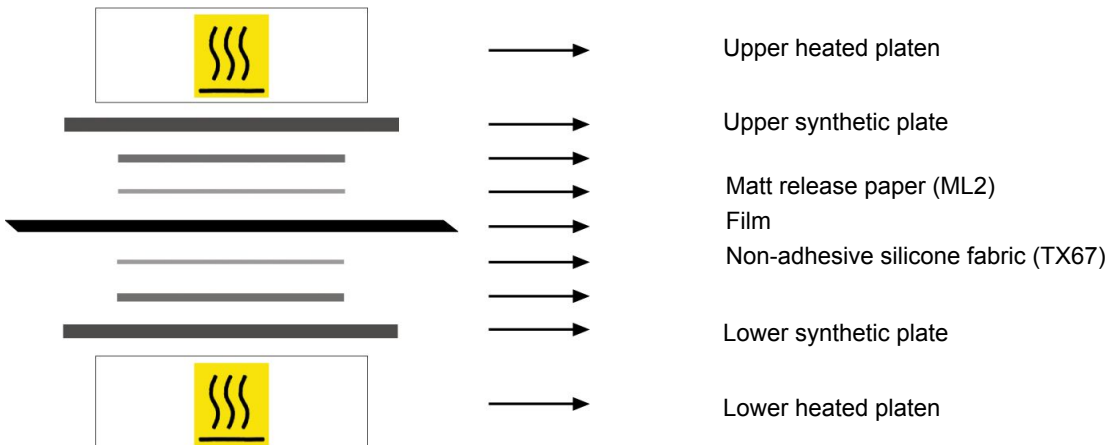 Upper heated platen
Upper synthetic plate
Matt release paper (ML2)
Film
Non-adhesive silicone fabric (TX67)
Lower synthetic plate
Lower heated platen